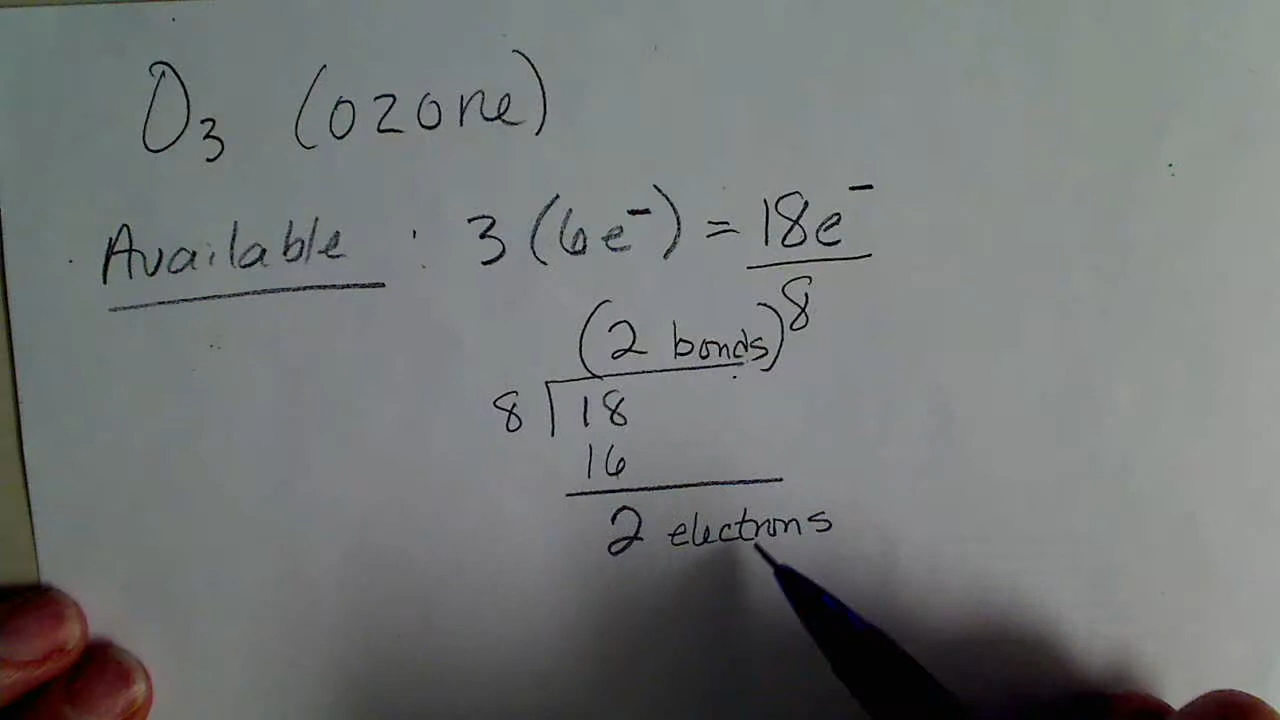 O₃ (ozone)
Available : 3 (6e⁻) = 18e⁻
8
(2 bonds)
8 18
16
2 electrons